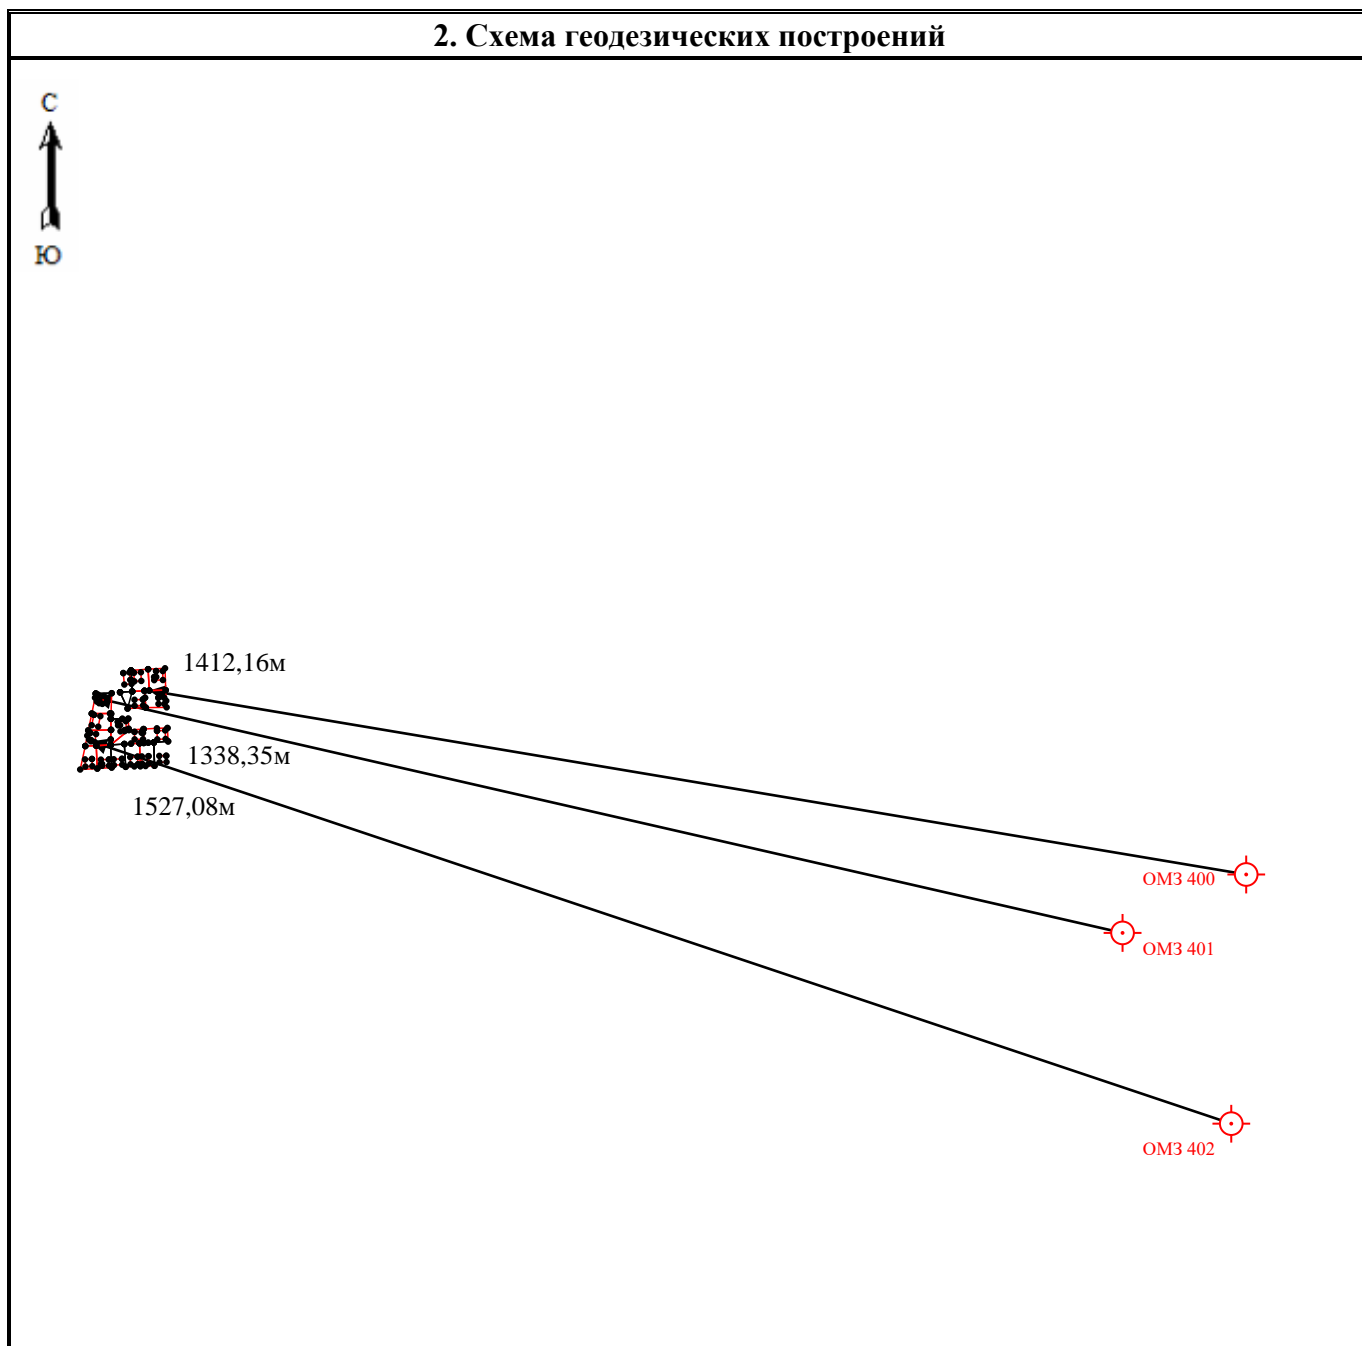 2. Схема геодезических построений
С
Ю
1412,16м
1338,35м
1527,08м
ОМЗ 400
ОМЗ 401
ОМЗ 402